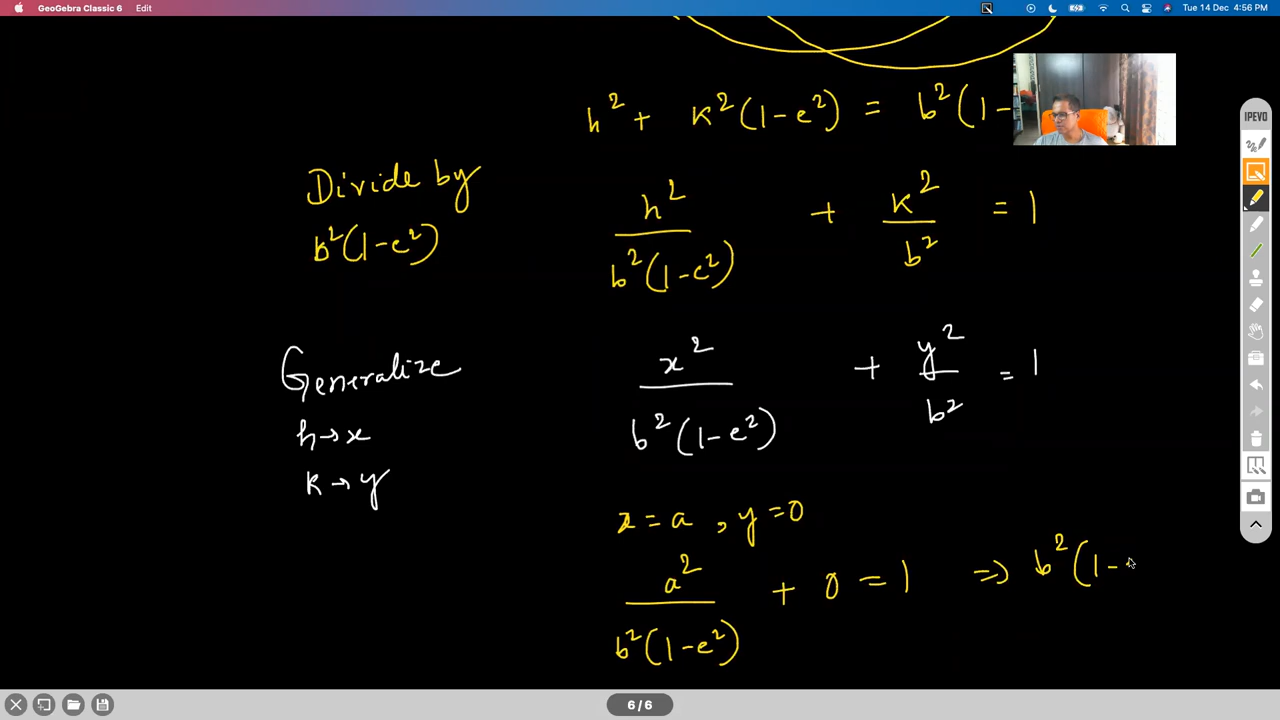 GeoGebra Classic 6 Edit Tue 14 Dec 4:56 PM
h² + k²(1-e²) = b²(1-
IPEVO
Divide by
b²(1-e²)
h²/b²(1-e²) + k²/b² = 1
Generalize
h→x
k→y
x²/b²(1-e²) + y²/b² = 1
x = a , y = 0
a²/b²(1-e²) + 0 = 1 ⇒ b²(1-
6/6